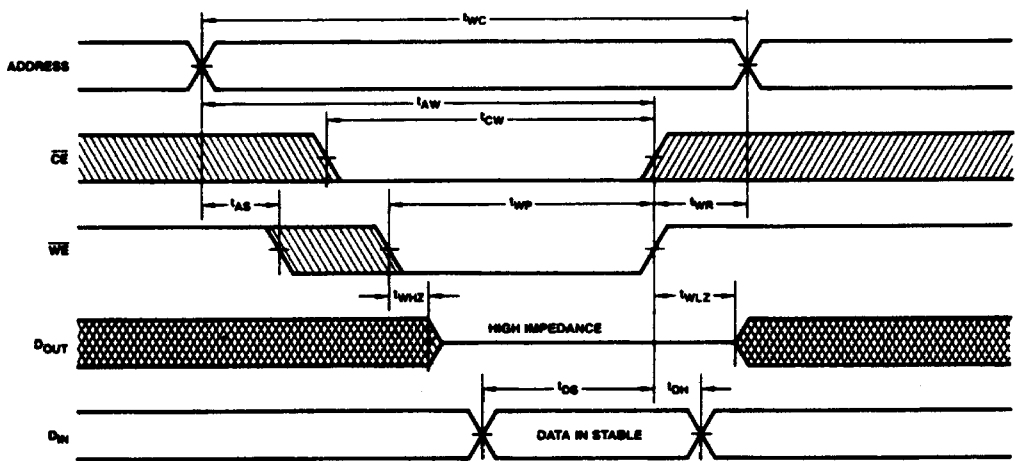 tWC
ADDRESS
tAW
tCW
CE
tAS
tWP
tWR
WE
tWHZ
tWLZ
HIGH IMPEDANCE
DOUT
tDS
tDH
DIN
DATA IN STABLE